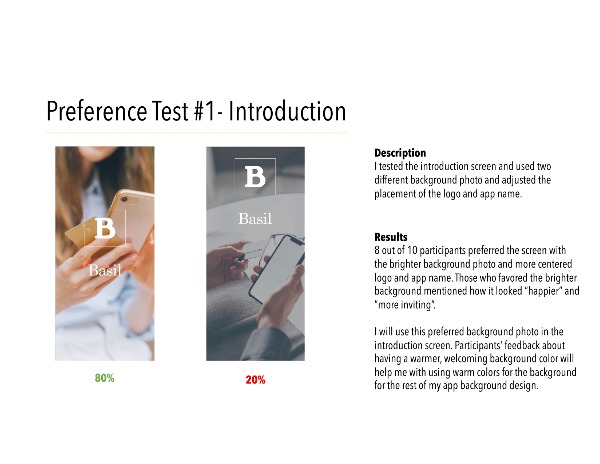 Preference Test #1- Introduction
B
Basil
80%
B
Basil
20%
Description
I tested the introduction screen and used two
different background photo and adjusted the
placement of the logo and app name.
Results
8 out of 10 participants preferred the screen with
the brighter background photo and more centered
logo and app name. Those who favored the brighter
background mentioned how it looked “happier” and
“more inviting”.
I will use this preferred background photo in the
introduction screen. Participants’ feedback about
having a warmer, welcoming background color will
help me with using warm colors for the background
for the rest of my app background design.